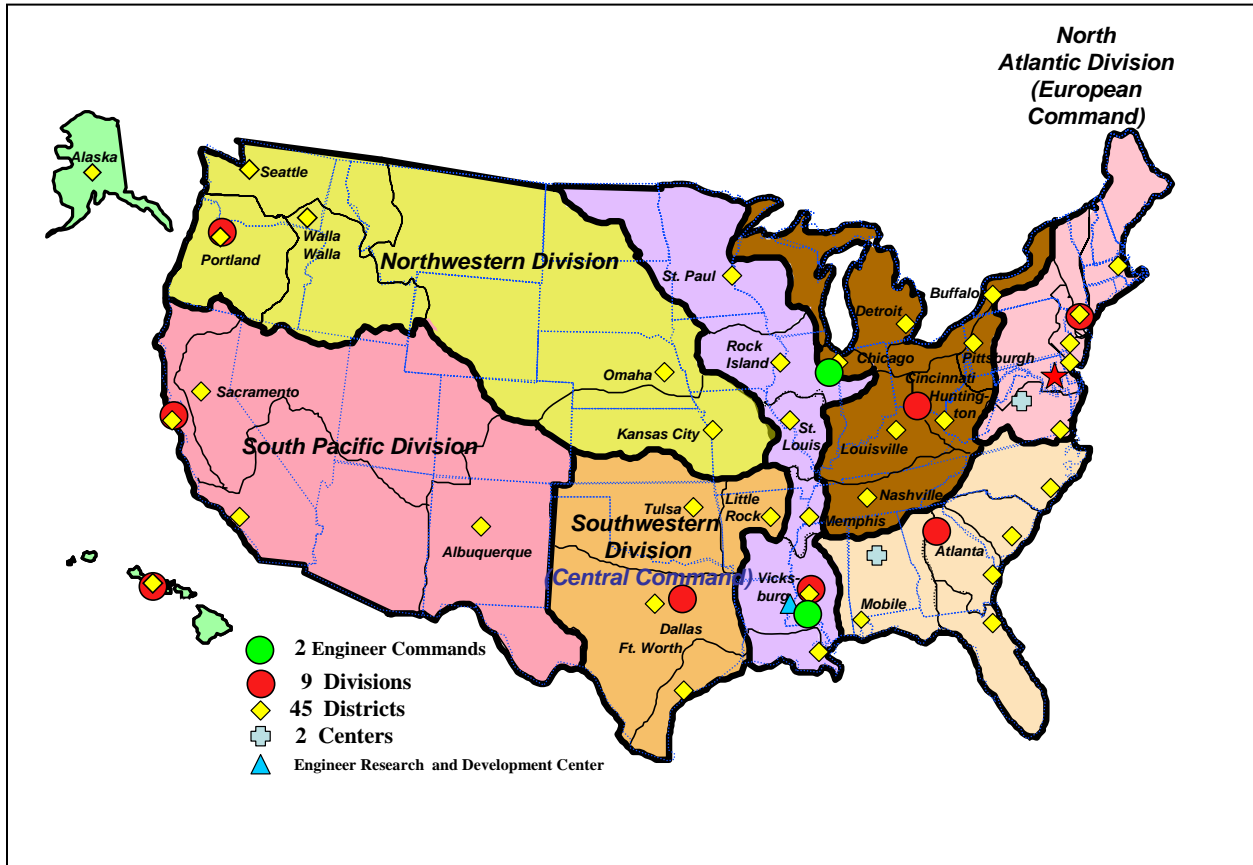 North
Atlantic Division
(European
Command)
Alaska
Seattle
Portland
Walla
Walla
Northwestern Division
St. Paul
Buffalo
Detroit
Rock
Island
Chicago
Pittsburgh
Omaha
Cincinnati
Hunting-
ton
Sacramento
South Pacific Division
Kansas City
St.
Louis
Louisville
Tulsa
Little
Rock
Nashville
Memphis
Southwestern
Division
(Central Command)
Albuquerque
Atlanta
Vicks-
burg
Mobile
Dallas
Ft. Worth
2 Engineer Commands
9 Divisions
45 Districts
2 Centers
Engineer Research and Development Center